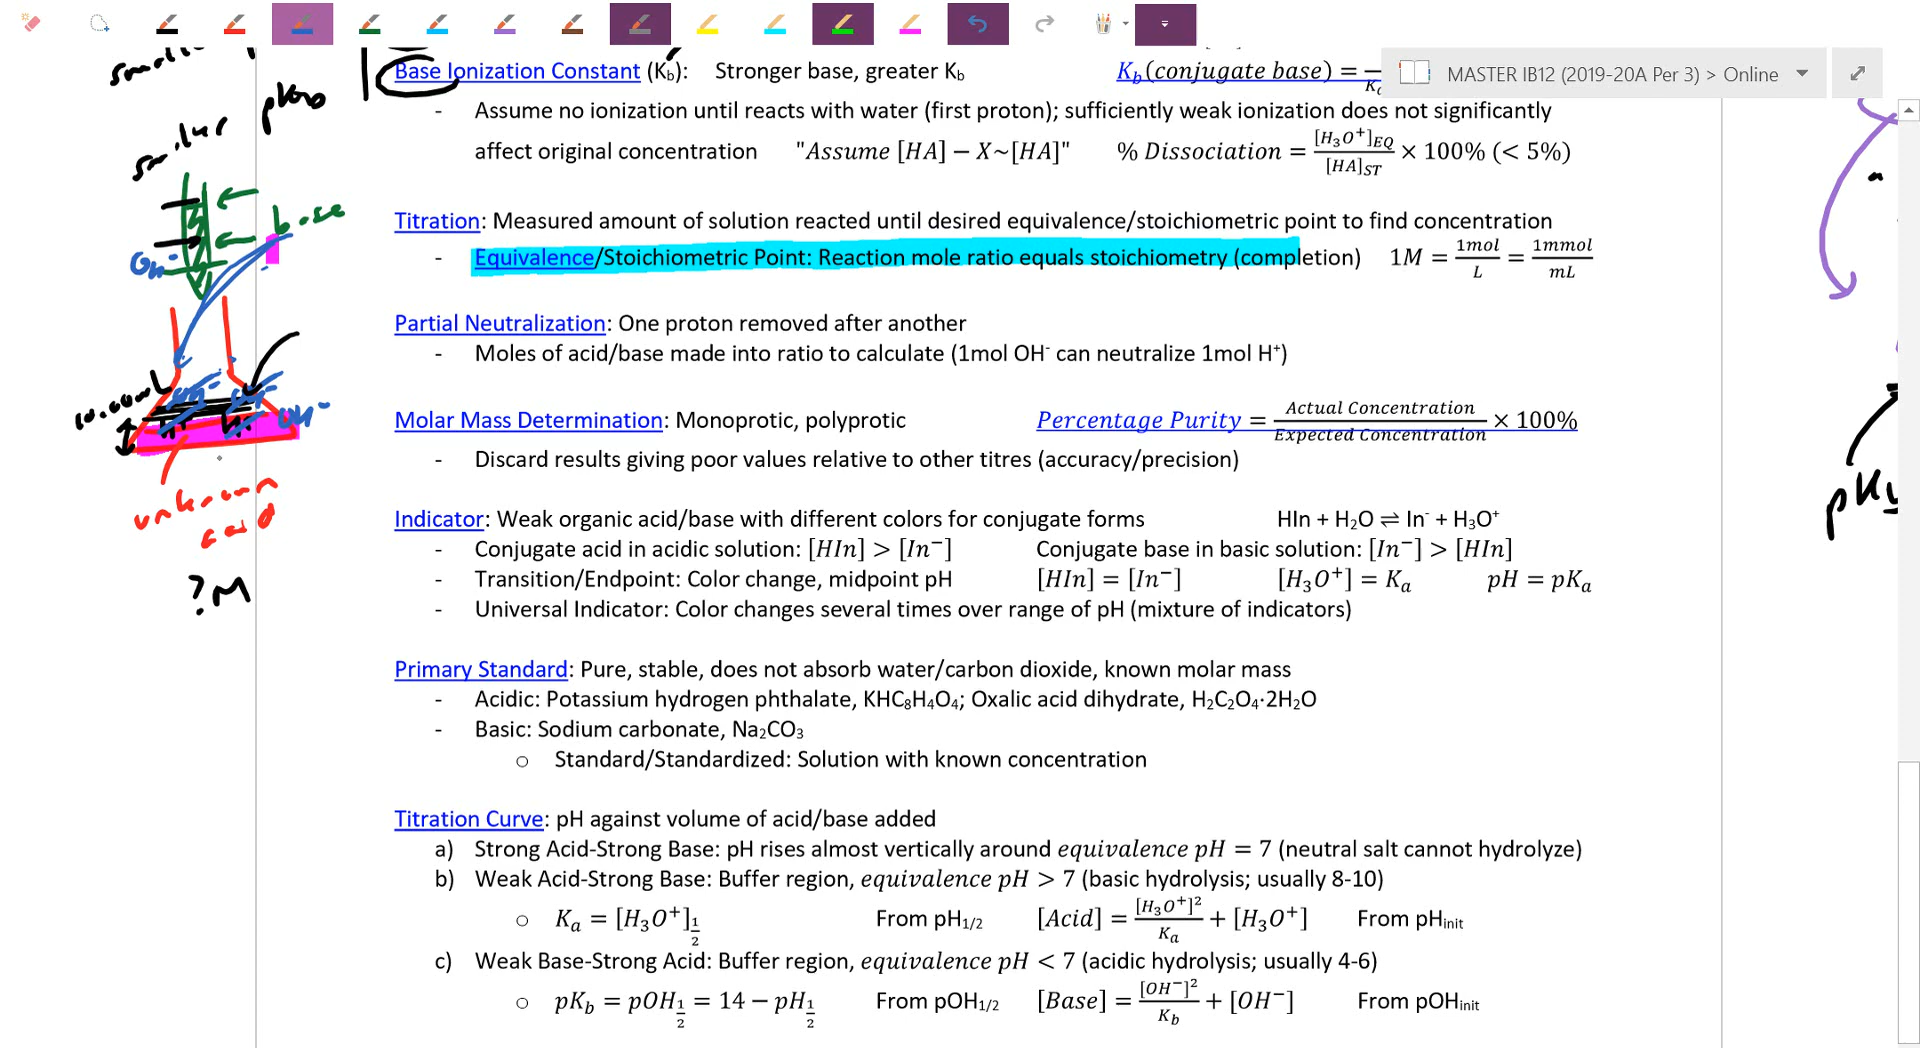 MASTER IB12 (2019-20A Per 3) > Online
Base Ionization Constant (Kb): Stronger base, greater Kb Kb(conjugate base) =
- Assume no ionization until reacts with water (first proton); sufficiently weak ionization does not significantly
affect original concentration "Assume [HA] − X~[HA]" % Dissociation = [H₃O⁺]EQ / [HA]ST × 100% (< 5%)
Titration: Measured amount of solution reacted until desired equivalence/stoichiometric point to find concentration
- Equivalence/Stoichiometric Point: Reaction mole ratio equals stoichiometry (completion) 1M = 1mol/L = 1mmol/mL
Partial Neutralization: One proton removed after another
- Moles of acid/base made into ratio to calculate (1mol OH⁻ can neutralize 1mol H⁺)
Molar Mass Determination: Monoprotic, polyprotic Percentage Purity = Actual Concentration / Expected Concentration × 100%
- Discard results giving poor values relative to other titres (accuracy/precision)
Indicator: Weak organic acid/base with different colors for conjugate forms HIn + H₂O ⇌ In⁻ + H₃O⁺
- Conjugate acid in acidic solution: [HIn] > [In⁻] Conjugate base in basic solution: [In⁻] > [HIn]
- Transition/Endpoint: Color change, midpoint pH [HIn] = [In⁻] [H₃O⁺] = Kₐ pH = pKₐ
- Universal Indicator: Color changes several times over range of pH (mixture of indicators)
Primary Standard: Pure, stable, does not absorb water/carbon dioxide, known molar mass
- Acidic: Potassium hydrogen phthalate, KHC₈H₄O₄; Oxalic acid dihydrate, H₂C₂O₄·2H₂O
- Basic: Sodium carbonate, Na₂CO₃
o Standard/Standardized: Solution with known concentration
Titration Curve: pH against volume of acid/base added
a) Strong Acid-Strong Base: pH rises almost vertically around equivalence pH = 7 (neutral salt cannot hydrolyze)
b) Weak Acid-Strong Base: Buffer region, equivalence pH > 7 (basic hydrolysis; usually 8-10)
o Kₐ = [H₃O⁺]1/2 From pH1/2 [Acid] = [H₃O⁺]²/Kₐ + [H₃O⁺] From pHinit
c) Weak Base-Strong Acid: Buffer region, equivalence pH < 7 (acidic hydrolysis; usually 4-6)
o pKb = pOH1/2 = 14 − pH1/2 From pOH1/2 [Base] = [OH⁻]²/Kb + [OH⁻] From pOHinit
base
OH⁻
10.00mL
OH⁻
unknown
acid
?M